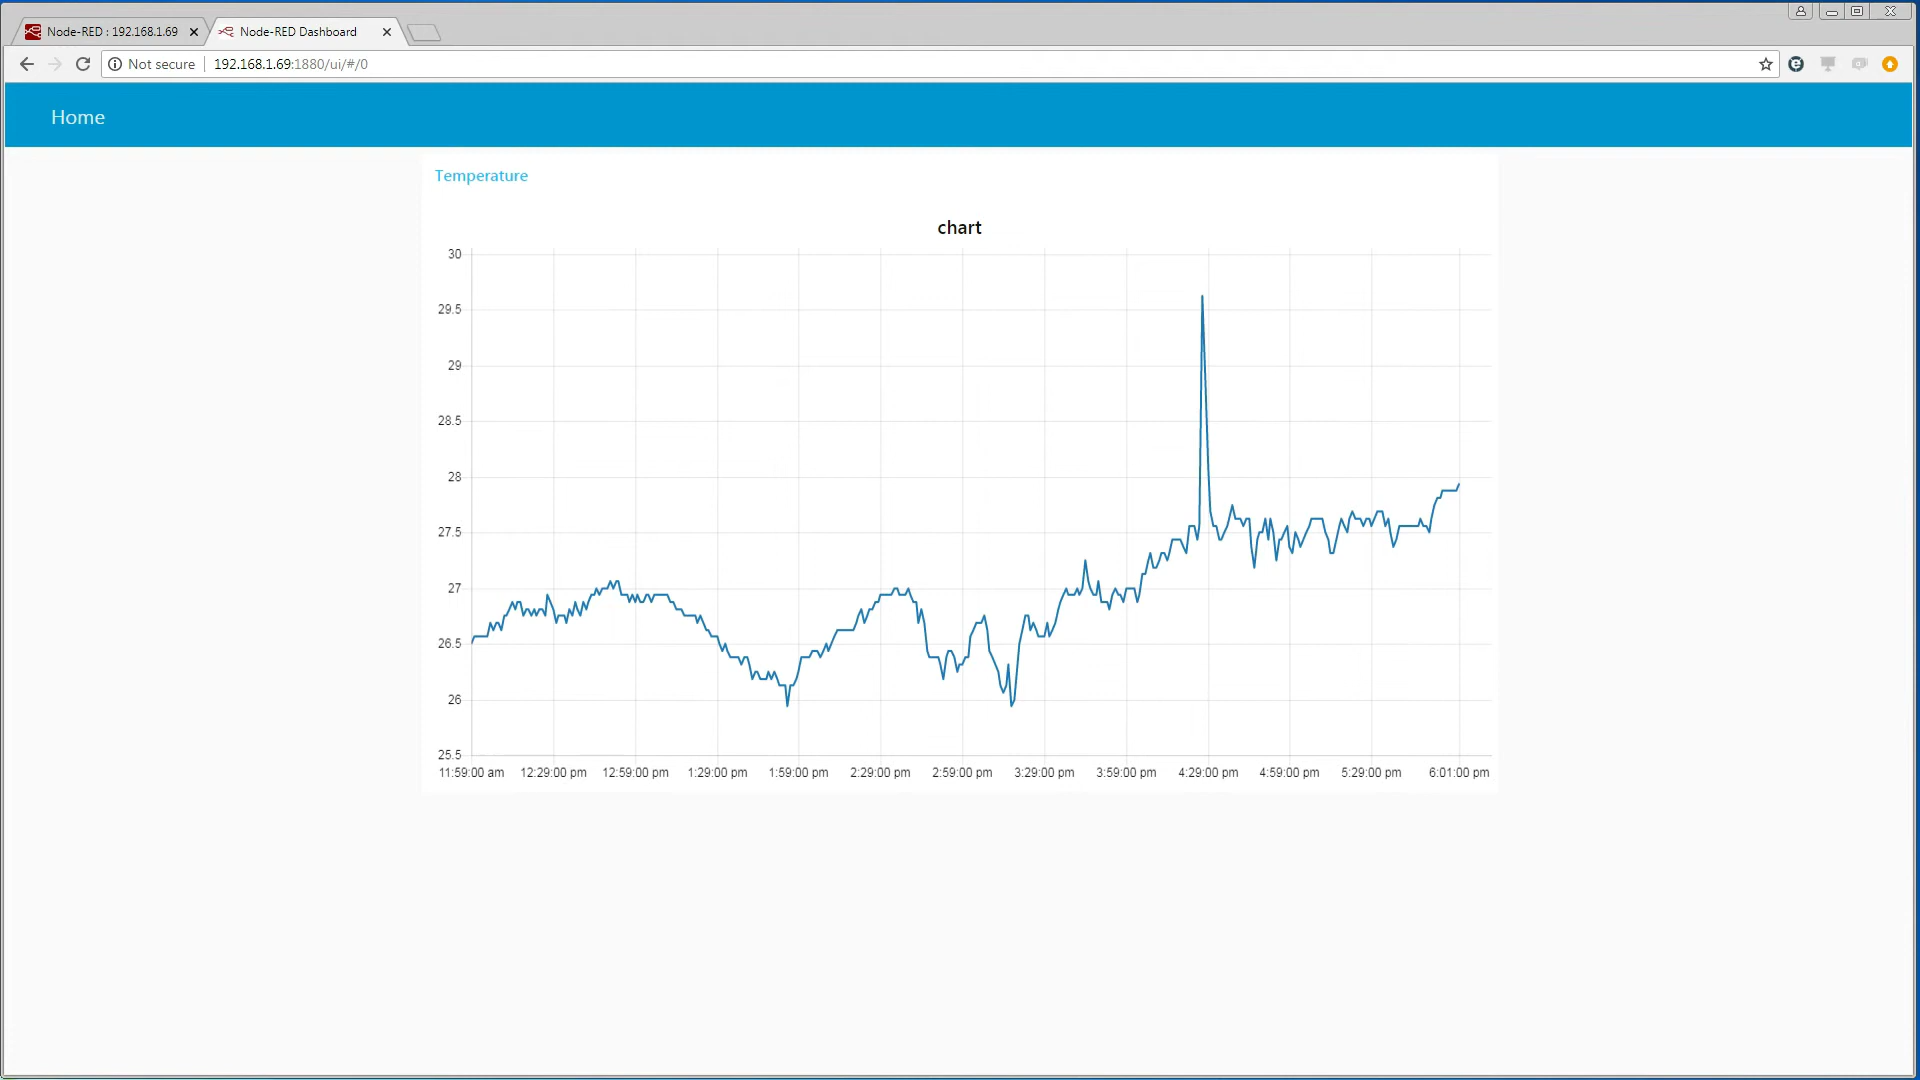 Node-RED : 192.168.1.69
Node-RED Dashboard
Not secure
192.168.1.69:1880/ui/#/0
Home
Temperature
chart
30
29.5
29
28.5
28
27.5
27
26.5
26
25.5
11:59:00 am 12:29:00 pm 12:59:00 pm 1:29:00 pm 1:59:00 pm 2:29:00 pm 2:59:00 pm 3:29:00 pm 3:59:00 pm 4:29:00 pm 4:59:00 pm 5:29:00 pm 6:01:00 pm